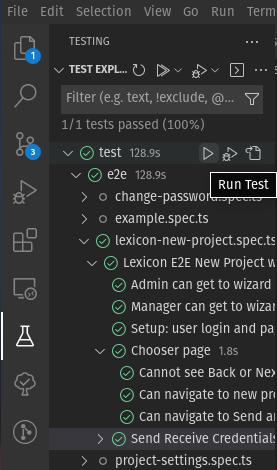 File Edit Selection View Go Run Term
TESTING
TEST EXPL...
1
Filter (e.g. text, !exclude, @...
1/1 tests passed (100%)
3
test 128.9s
e2e 128.9s
Run Test
change-password.spec.ts
example.spec.ts
lexicon-new-project.spec.ts
Lexicon E2E New Project w
Admin can get to wizard
Manager can get to wizar
Setup: user login and pa
Chooser page 1.8s
Cannot see Back or Nex
Can navigate to new pr
Can navigate to Send ar
Send Receive Credentials
project-settings.spec.ts